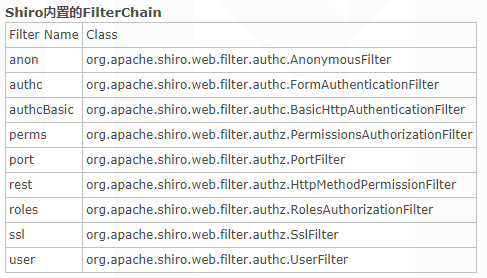 Shiro内置的FilterChain
Filter Name Class
anon org.apache.shiro.web.filter.authc.AnonymousFilter
authc org.apache.shiro.web.filter.authc.FormAuthenticationFilter
authcBasic org.apache.shiro.web.filter.authc.BasicHttpAuthenticationFilter
perms org.apache.shiro.web.filter.authz.PermissionsAuthorizationFilter
port org.apache.shiro.web.filter.authz.PortFilter
rest org.apache.shiro.web.filter.authz.HttpMethodPermissionFilter
roles org.apache.shiro.web.filter.authz.RolesAuthorizationFilter
ssl org.apache.shiro.web.filter.authz.SslFilter
user org.apache.shiro.web.filter.authc.UserFilter